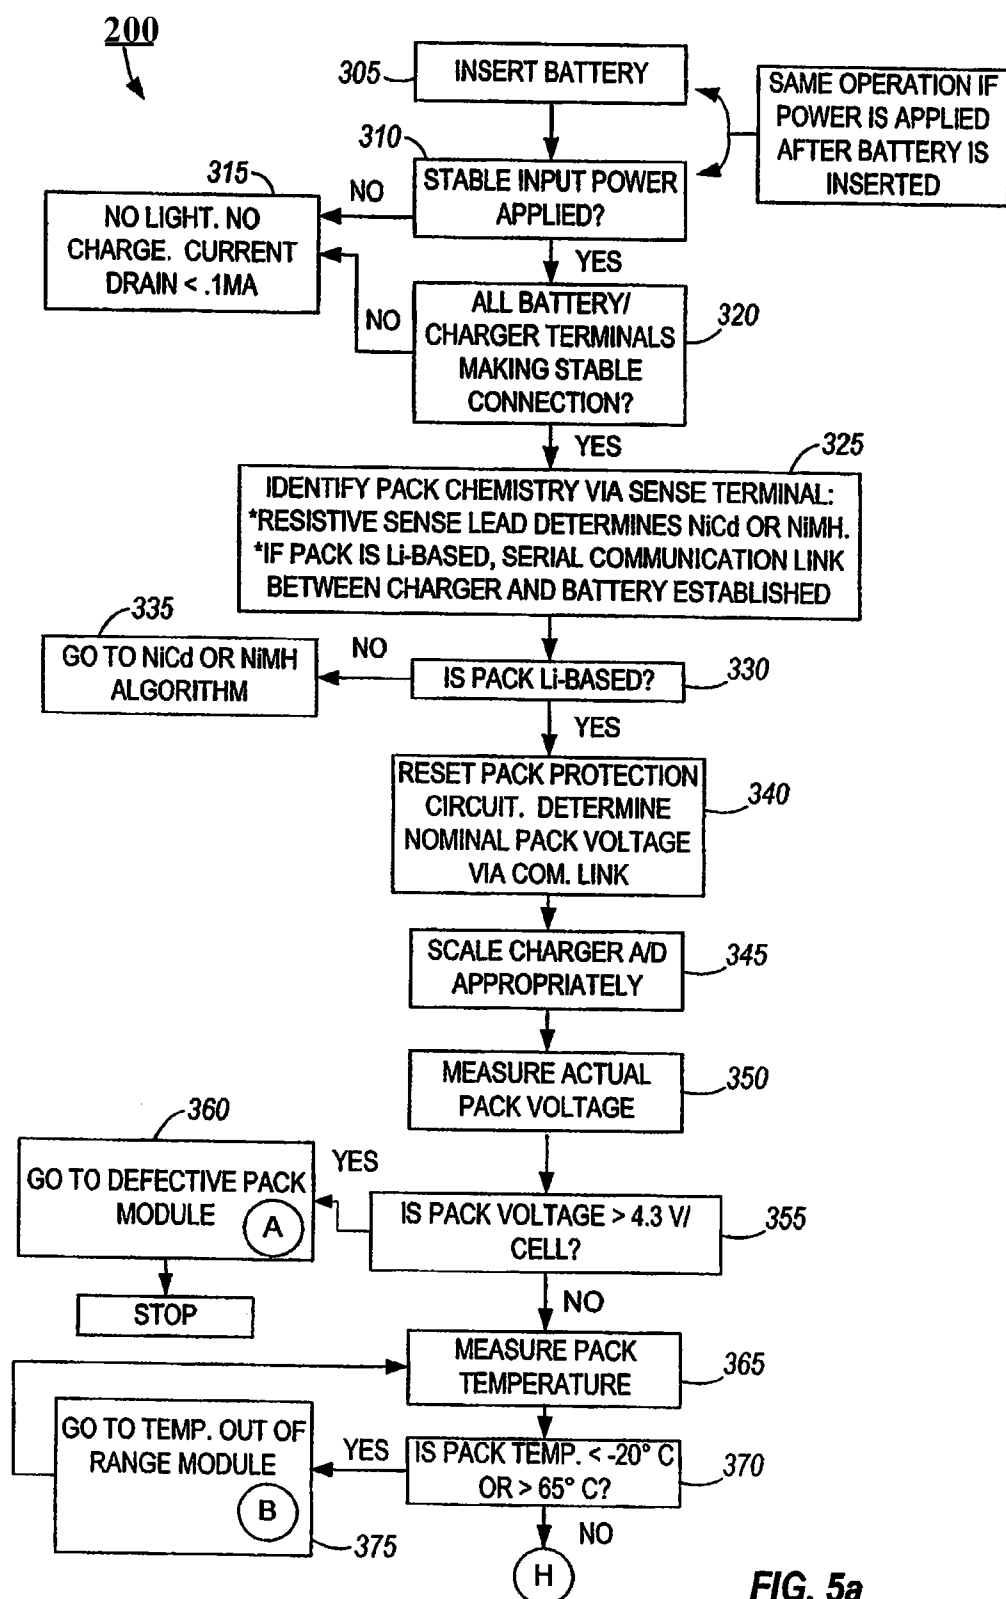 200
305
INSERT BATTERY
SAME OPERATION IF
POWER IS APPLIED
AFTER BATTERY IS
INSERTED
310
STABLE INPUT POWER
APPLIED?
315
NO
NO LIGHT. NO
CHARGE. CURRENT
DRAIN < .1MA
YES
NO
ALL BATTERY/
CHARGER TERMINALS
MAKING STABLE
CONNECTION?
320
YES
325
IDENTIFY PACK CHEMISTRY VIA SENSE TERMINAL:
*RESISTIVE SENSE LEAD DETERMINES NiCd OR NiMH.
*IF PACK IS Li-BASED, SERIAL COMMUNICATION LINK
BETWEEN CHARGER AND BATTERY ESTABLISHED
335
GO TO NiCd OR NiMH
ALGORITHM
NO
IS PACK Li-BASED?
330
YES
RESET PACK PROTECTION
CIRCUIT. DETERMINE
NOMINAL PACK VOLTAGE
VIA COM. LINK
340
SCALE CHARGER A/D
APPROPRIATELY
345
MEASURE ACTUAL
PACK VOLTAGE
350
360
GO TO DEFECTIVE PACK
MODULE
A
YES
IS PACK VOLTAGE > 4.3 V/
CELL?
355
STOP
NO
MEASURE PACK
TEMPERATURE
365
GO TO TEMP. OUT OF
RANGE MODULE
B
375
YES
IS PACK TEMP. < -20° C
OR > 65° C?
370
NO
H
FIG. 5a